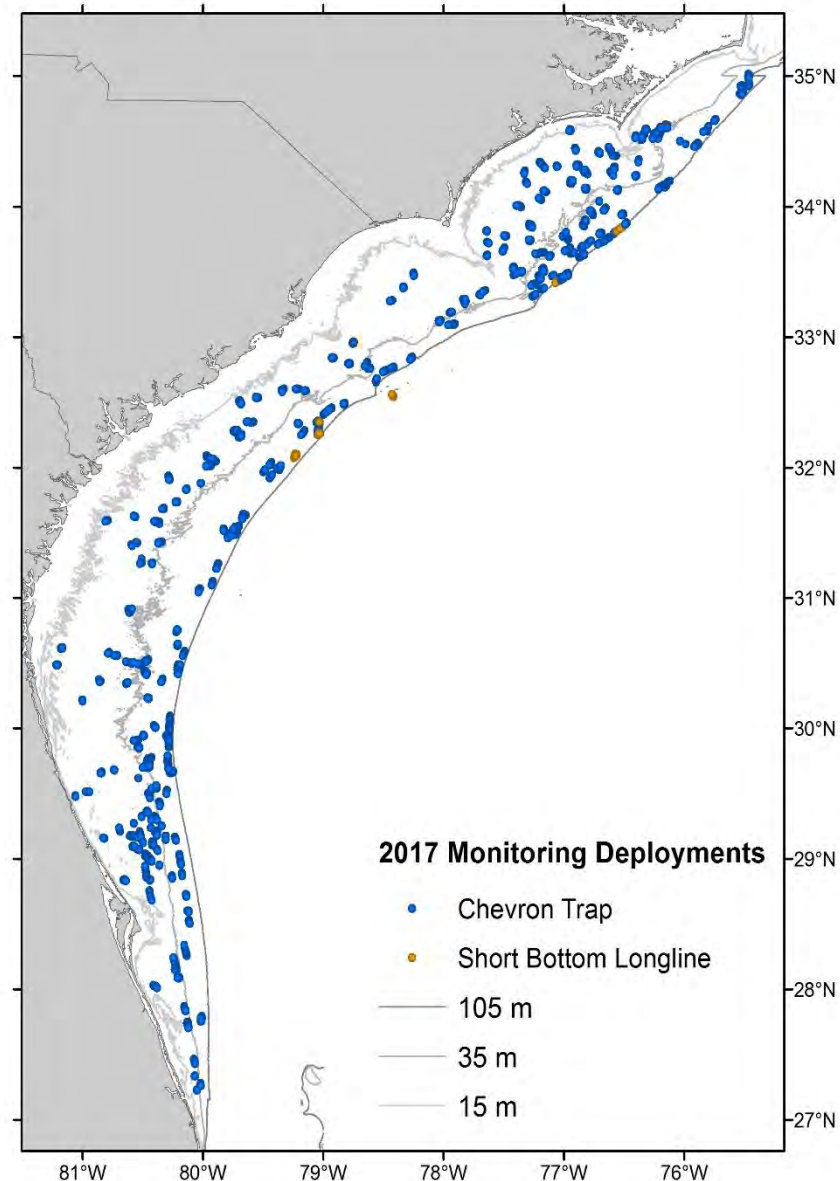 35°N
34°N
33°N
32°N
31°N
30°N
29°N
28°N
27°N
2017 Monitoring Deployments
Chevron Trap
Short Bottom Longline
105 m
35 m
15 m
81°W 80°W 79°W 78°W 77°W 76°W